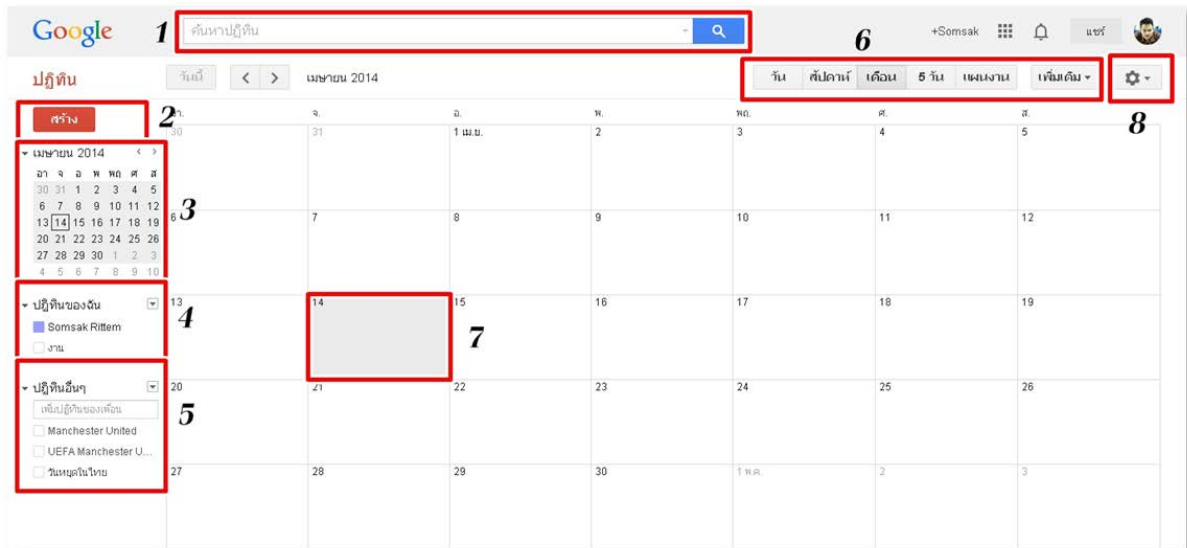 Google 1 ค้นหาปฏิทิน 6 +Somsak แชร์
ปฏิทิน วันนี้ < > เมษายน 2014 วัน สัปดาห์ เดือน 5 วัน แผนงาน เพิ่มเติม 8
สร้าง 2 อา. จ. อ. พ. พฤ. ศ. ส.
30 31 1 เม.ย. 2 3 4 5
เมษายน 2014 < >
อา จ อ พ พฤ ศ ส
30 31 1 2 3 4 5
6 7 8 9 10 11 12
13 14 15 16 17 18 19
20 21 22 23 24 25 26
27 28 29 30 1 2 3
4 5 6 7 8 9 10
3
6 7 8 9 10 11 12
ปฏิทินของฉัน 4
Somsak Rittem
งาน
13 14 15 16 17 18 19
7
ปฏิทินอื่นๆ 5
เพิ่มปฏิทินของเพื่อน
Manchester United
UEFA Manchester U...
วันหยุดในไทย
20 21 22 23 24 25 26
27 28 29 30 1 พ.ค. 2 3